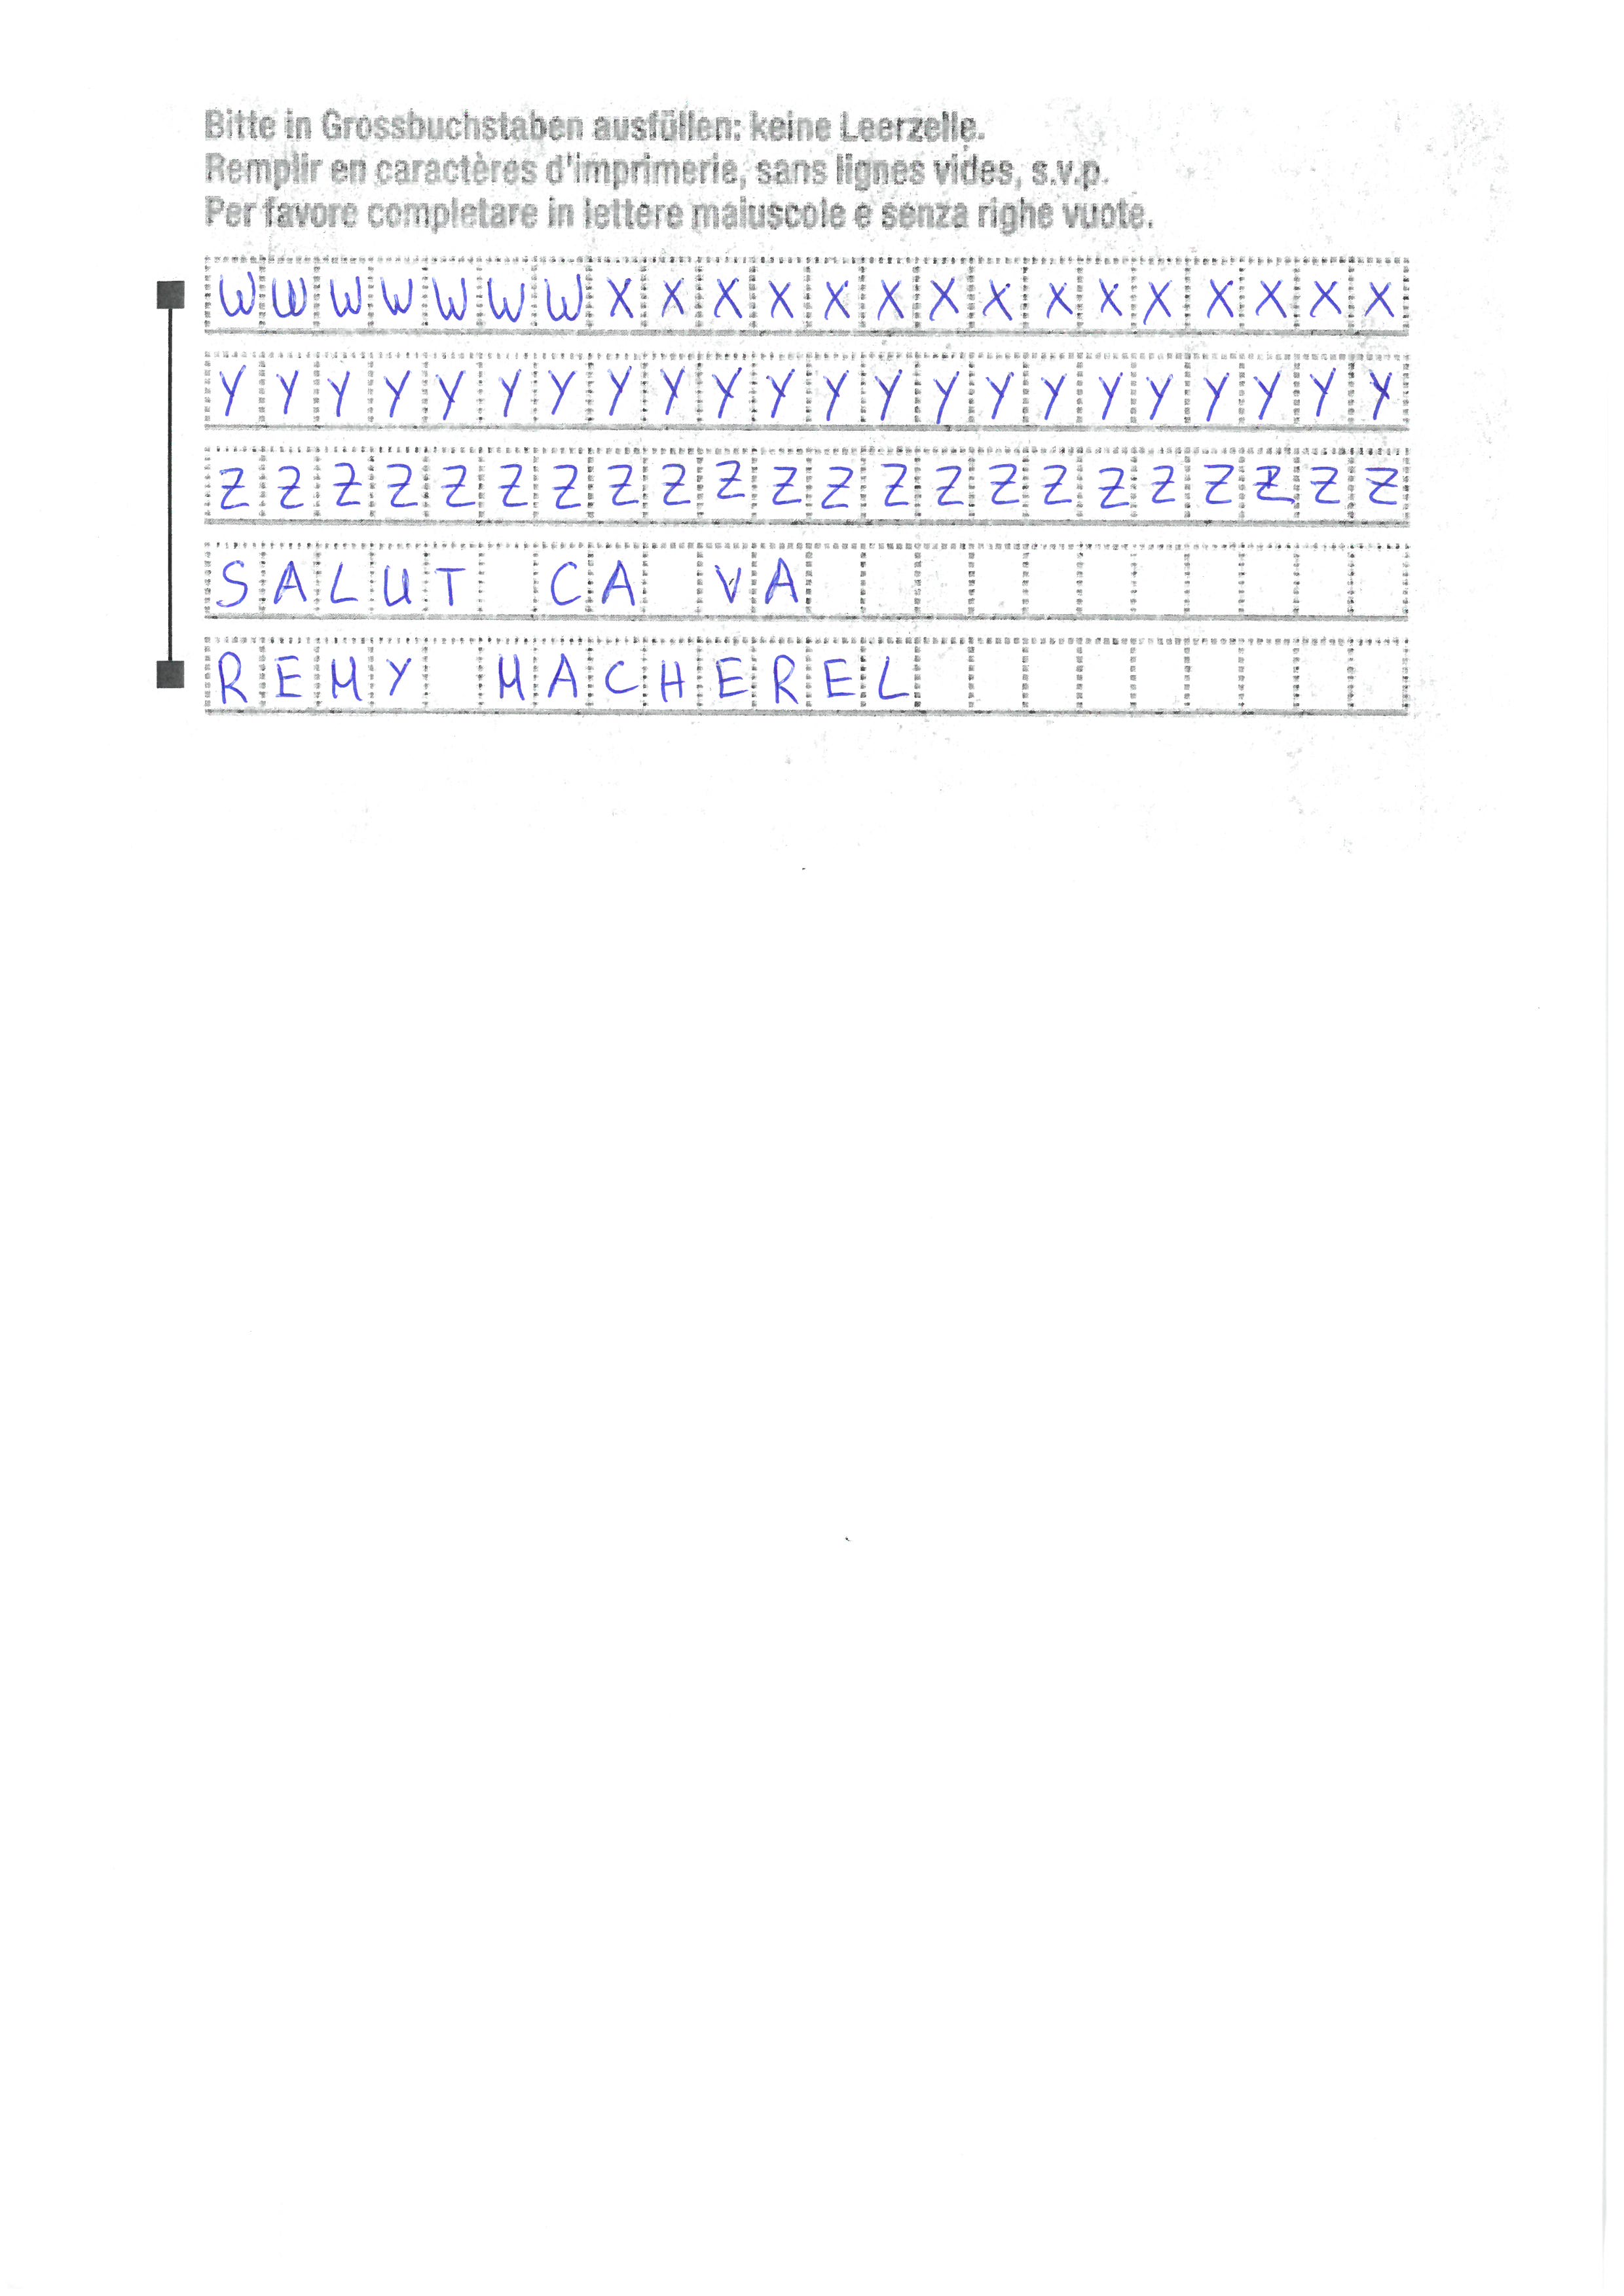 Bitte in Grossbuchstaben ausfüllen: keine Leerzelle.
Remplir en caractères d'imprimerie, sans lignes vides, s.v.p.
Per favore completare in lettere maiuscole e senza righe vuote.
WWWWWWWXXXXXXXXXXXXXXX
YYYYYYYYYYYYYYYYYYYYYY
ZZZZZZZZZZZZZZZZZZZZZZ
SALUT CA VA
REMY MACHEREL